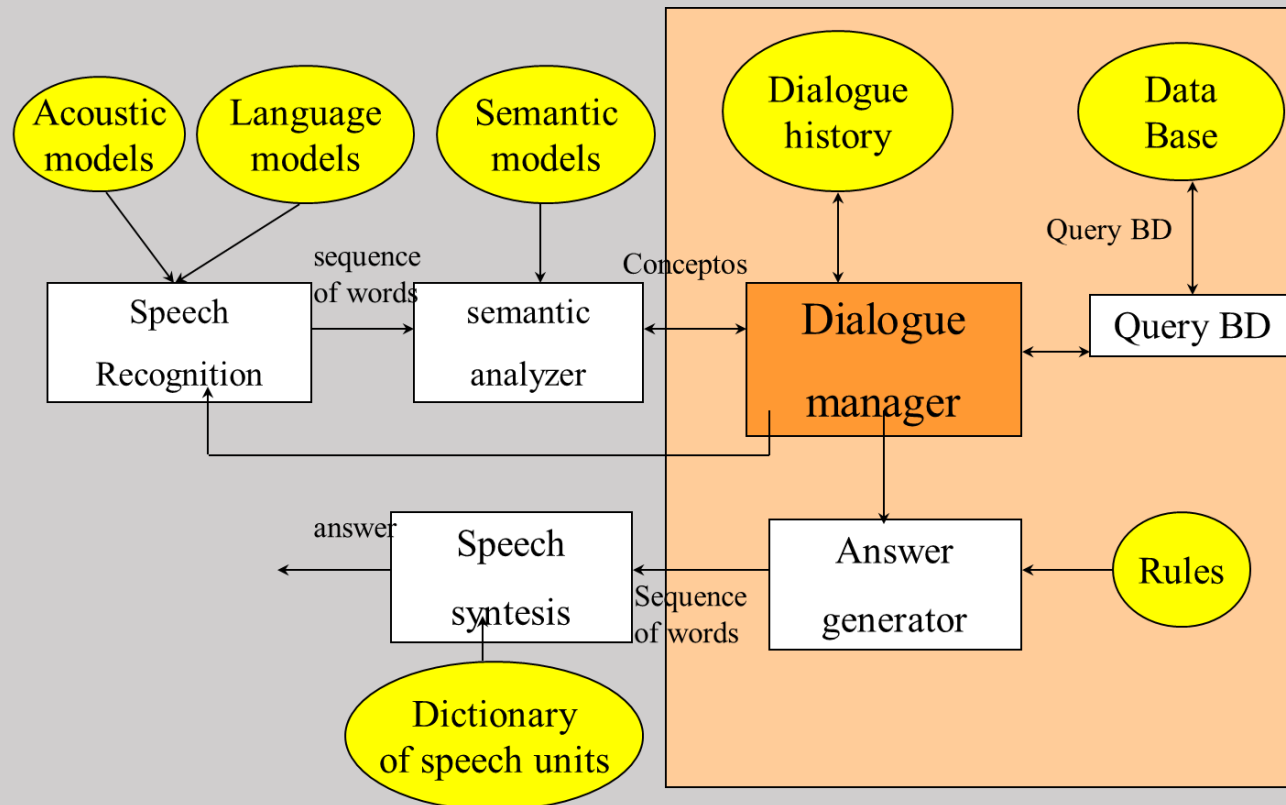 Acoustic
models
Language
models
Semantic
models
Dialogue
history
Data
Base
Query BD
sequence
of words
Conceptos
Speech
Recognition
semantic
analyzer
Dialogue
manager
Query BD
answer
Speech
syntesis
Sequence
of words
Answer
generator
Rules
Dictionary
of speech units